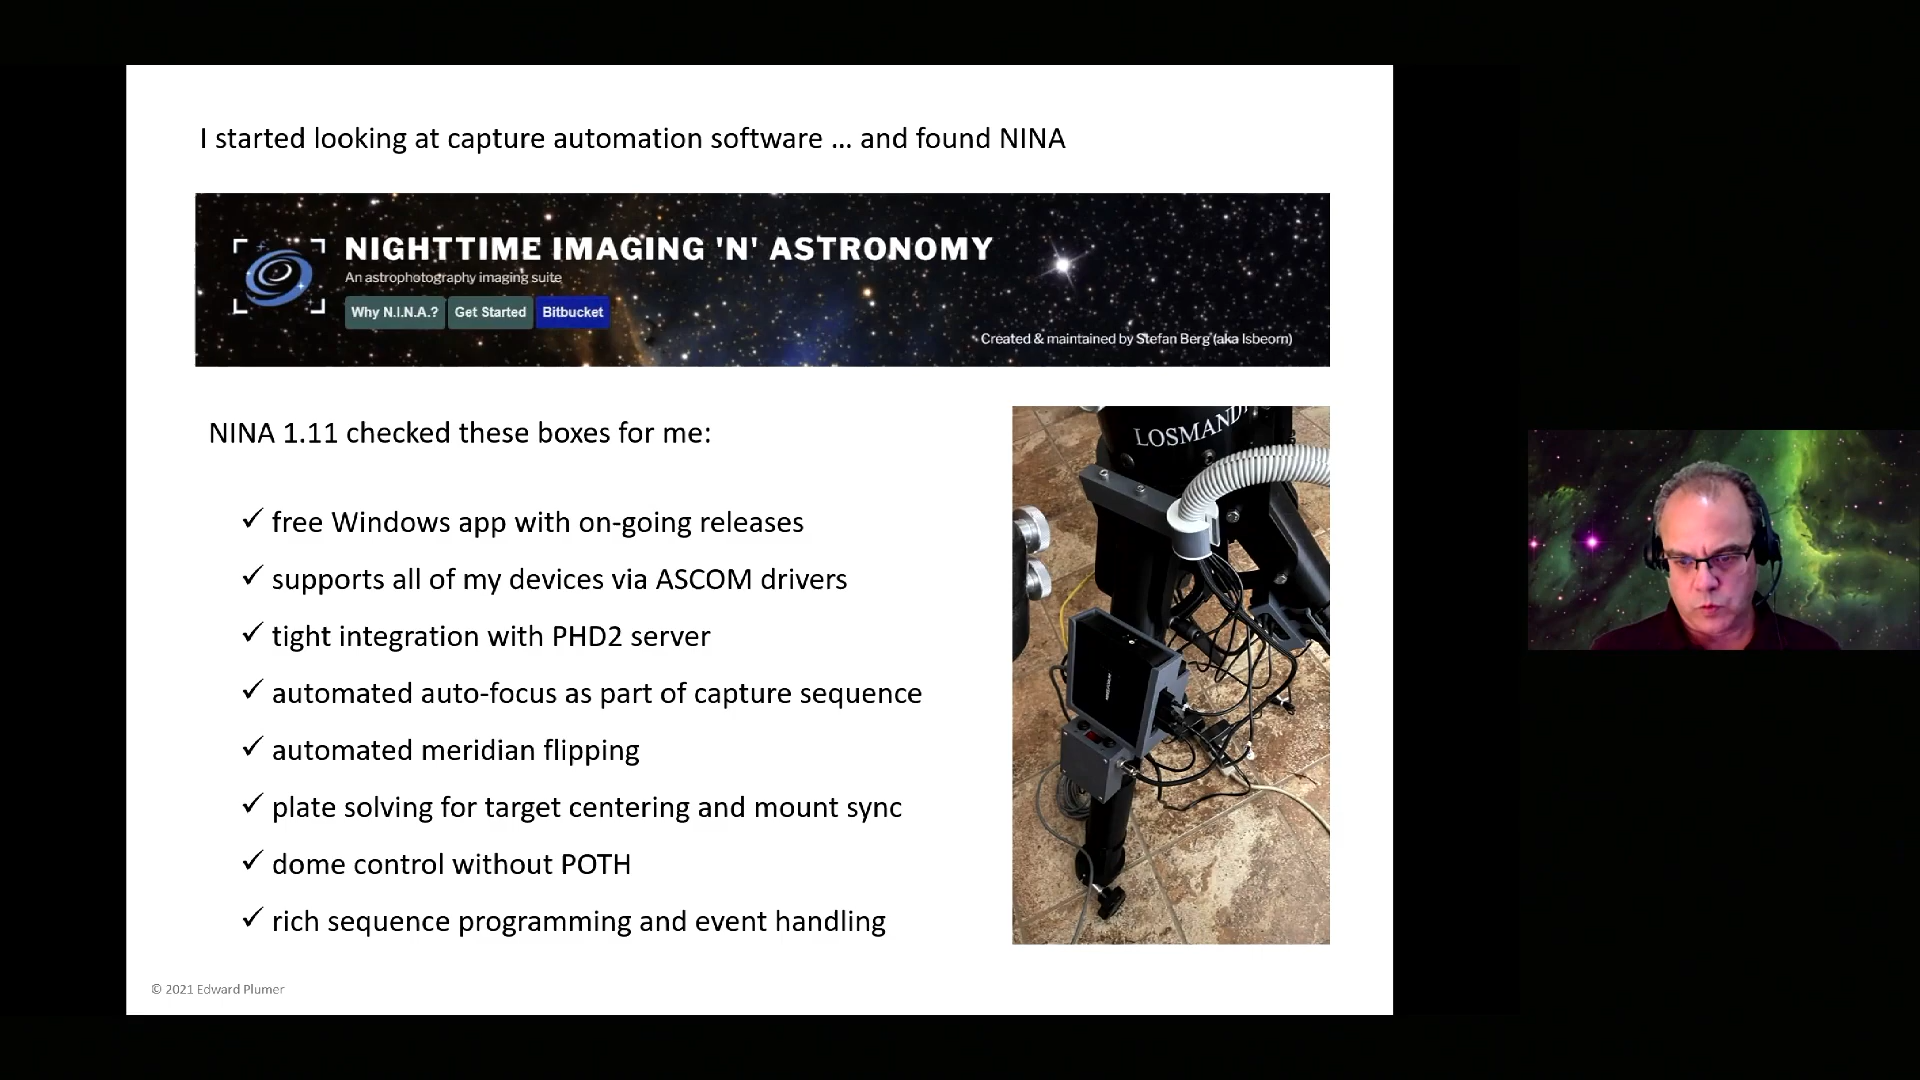 I started looking at capture automation software ... and found NINA
NIGHTTIME IMAGING 'N' ASTRONOMY
An astrophotography imaging suite
Why N.I.N.A.? Get Started Bitbucket
Created & maintained by Stefan Berg (aka Isbeorn)
NINA 1.11 checked these boxes for me:
✓ free Windows app with on-going releases
✓ supports all of my devices via ASCOM drivers
✓ tight integration with PHD2 server
✓ automated auto-focus as part of capture sequence
✓ automated meridian flipping
✓ plate solving for target centering and mount sync
✓ dome control without POTH
✓ rich sequence programming and event handling
LOSMAND
© 2021 Edward Plumer